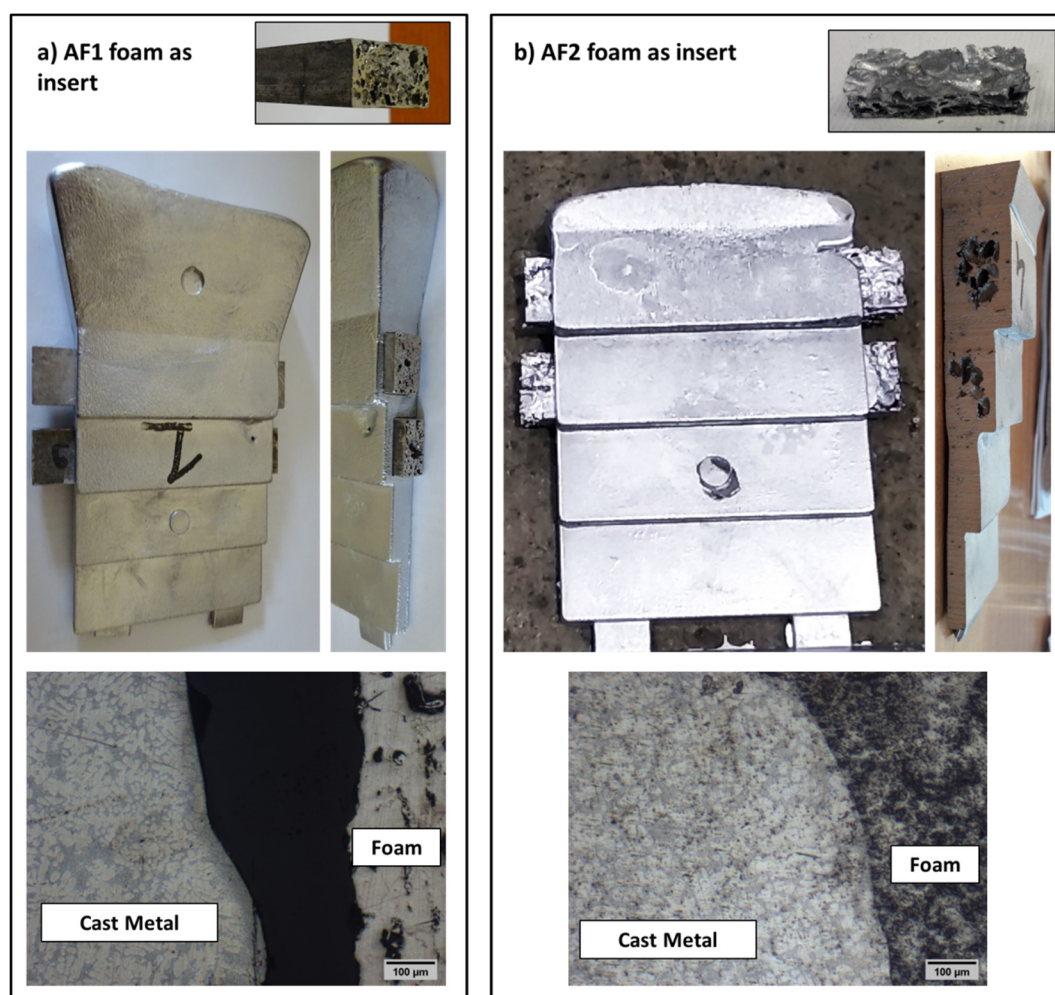 a) AF1 foam as
insert
b) AF2 foam as insert
1
Foam
Cast Metal
100 µm
Foam
Cast Metal
100 µm